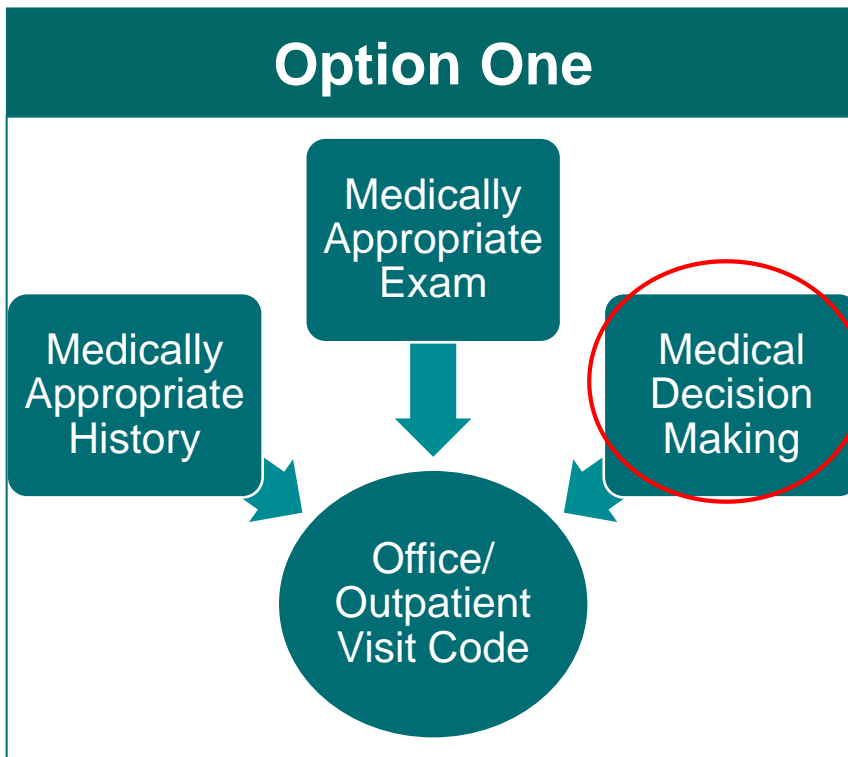 Option One
Medically
Appropriate
Exam
Medically
Appropriate
History
Medical
Decision
Making
Office/
Outpatient
Visit Code